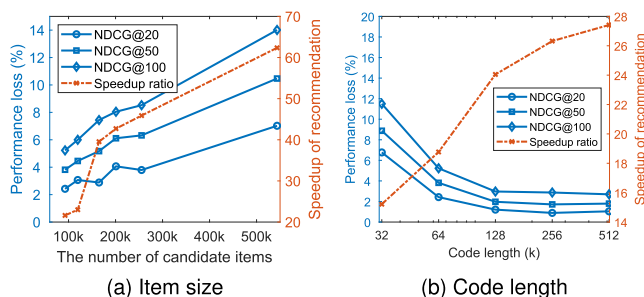 Performance loss (%)
14
12
10
8
6
4
2
0
NDCG@20
NDCG@50
NDCG@100
Speedup ratio
70
60
50
40
30
20
Speedup of recommendation
100k 200k 300k 400k 500k
The number of candidate items
(a) Item size
Performance loss (%)
20
18
16
14
12
10
8
6
4
2
0
NDCG@20
NDCG@50
NDCG@100
Speedup ratio
28
26
24
22
20
18
16
14
Speedup of recommendation
32 64 128 256 512
Code length (k)
(b) Code length